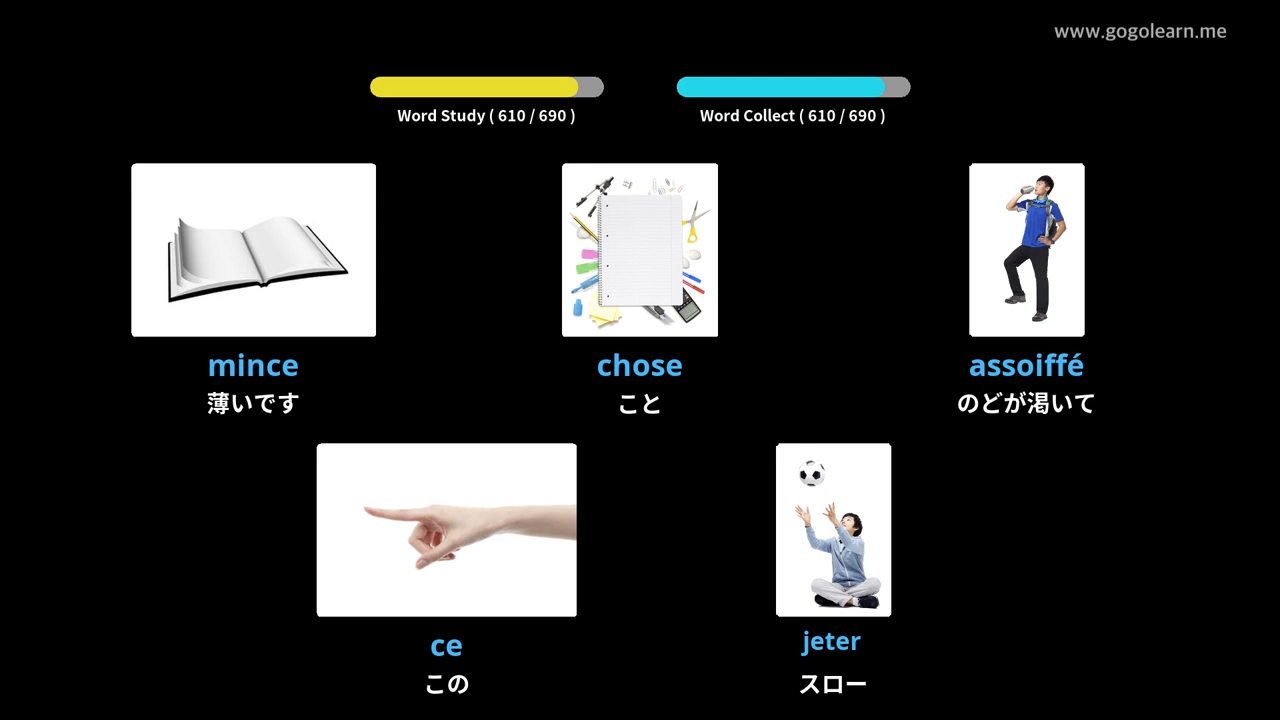 www.gogolearn.me
Word Study ( 610 / 690 )
Word Collect ( 610 / 690 )
mince
薄いです
chose
こと
assoiffé
のどが渇いて
ce
この
jeter
スロー